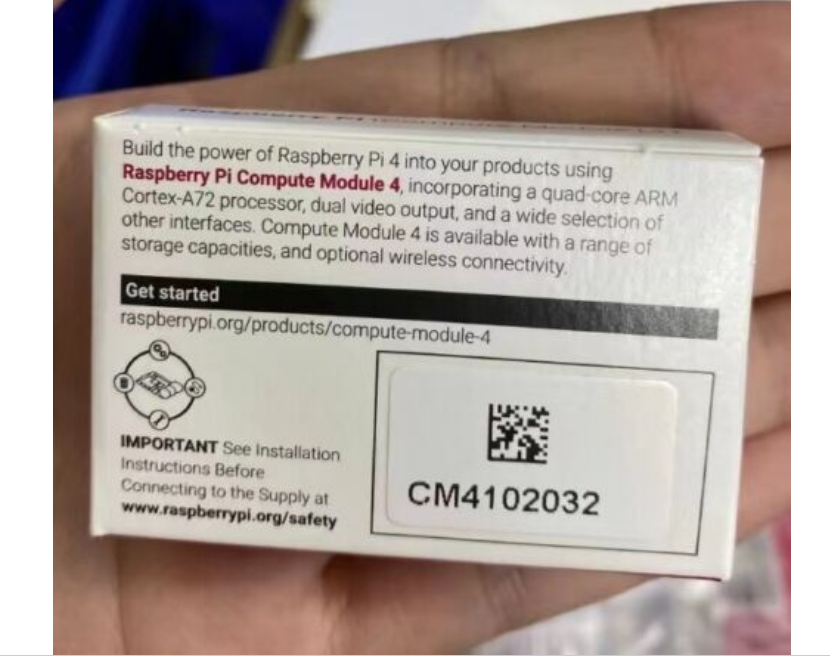 Build the power of Raspberry Pi 4 into your products using
Raspberry Pi Compute Module 4, incorporating a quad-core ARM
Cortex-A72 processor, dual video output, and a wide selection of
other interfaces. Compute Module 4 is available with a range of
storage capacities, and optional wireless connectivity.
Get started
raspberrypi.org/products/compute-module-4
IMPORTANT See Installation
Instructions Before
Connecting to the Supply at
www.raspberrypi.org/safety
CM4102032